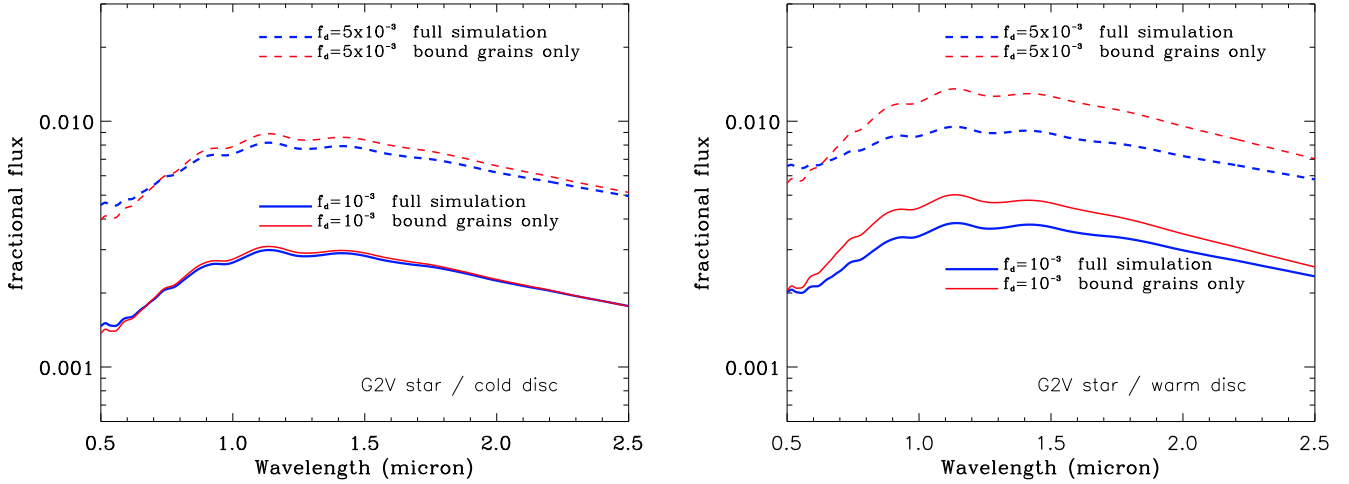 f_d=5x10⁻³ full simulation
f_d=5x10⁻³ bound grains only
0.010
fractional flux
f_d=10⁻³ full simulation
f_d=10⁻³ bound grains only
0.001
G2V star / cold disc
0.5 1.0 1.5 2.0 2.5
Wavelength (micron)
f_d=5x10⁻³ full simulation
f_d=5x10⁻³ bound grains only
0.010
fractional flux
f_d=10⁻³ full simulation
f_d=10⁻³ bound grains only
0.001
G2V star / warm disc
0.5 1.0 1.5 2.0 2.5
Wavelength (micron)